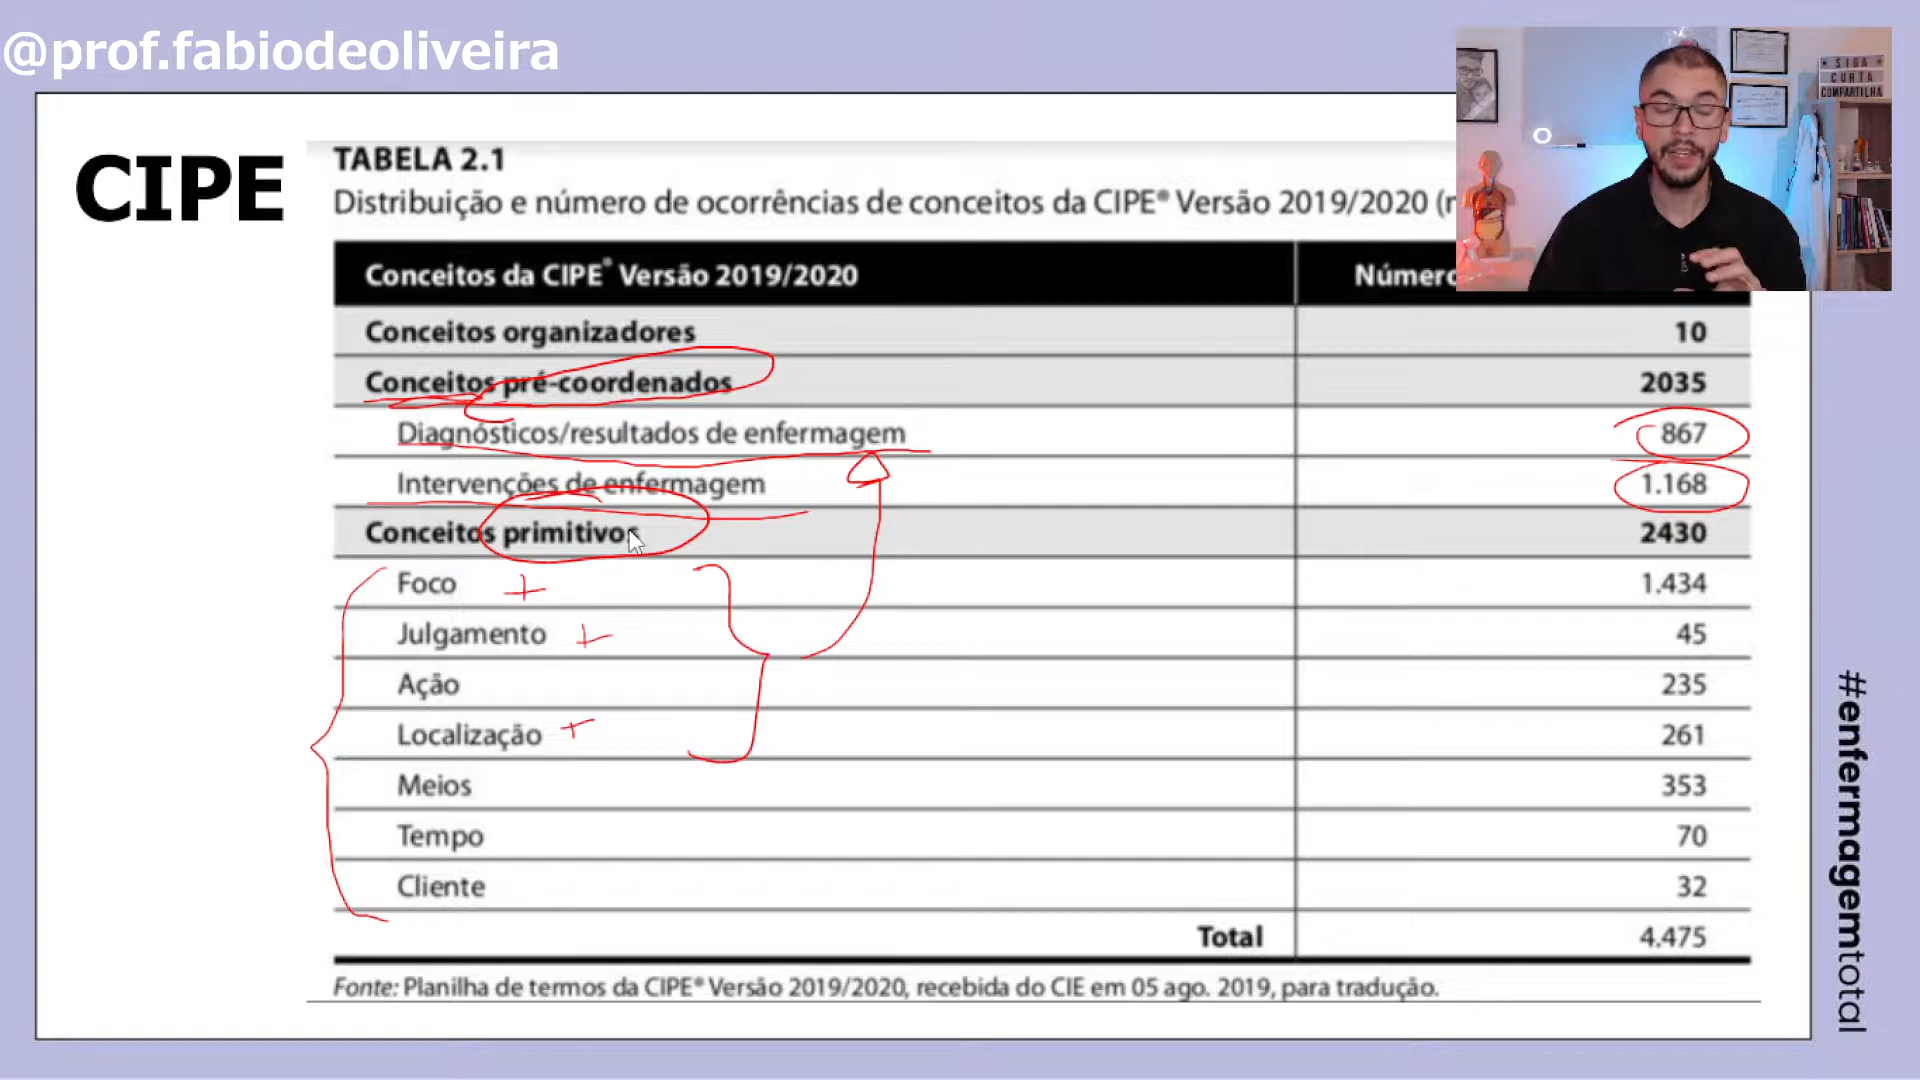 @prof.fabiodeoliveira
SIGA
CURTA
COMPARTILHA
CIPE
TABELA 2.1
Distribuição e número de ocorrências de conceitos da CIPE® Versão 2019/2020 (n
Conceitos da CIPE® Versão 2019/2020 Número
Conceitos organizadores 10
Conceitos pré-coordenados 2035
Diagnósticos/resultados de enfermagem 867
Intervenções de enfermagem 1.168
Conceitos primitivos 2430
Foco + 1.434
Julgamento + 45
Ação 235
Localização + 261
Meios 353
Tempo 70
Cliente 32
Total 4.475
Fonte: Planilha de termos da CIPE® Versão 2019/2020, recebida do CIE em 05 ago. 2019, para tradução.
#enfermagemtotal